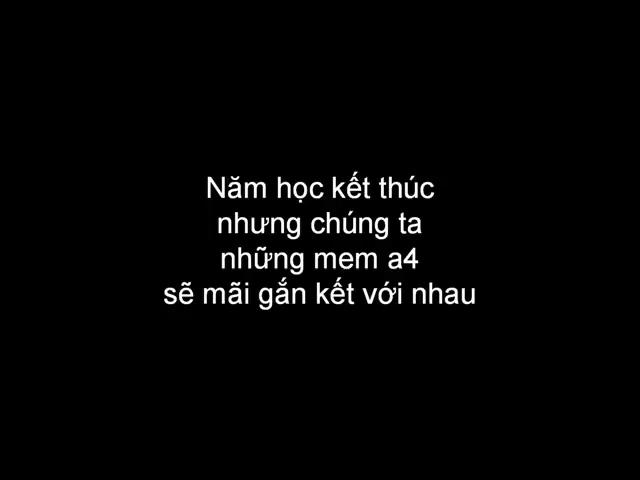 Năm học kết thúc
nhưng chúng ta
những mem a4
sẽ mãi gắn kết với nhau